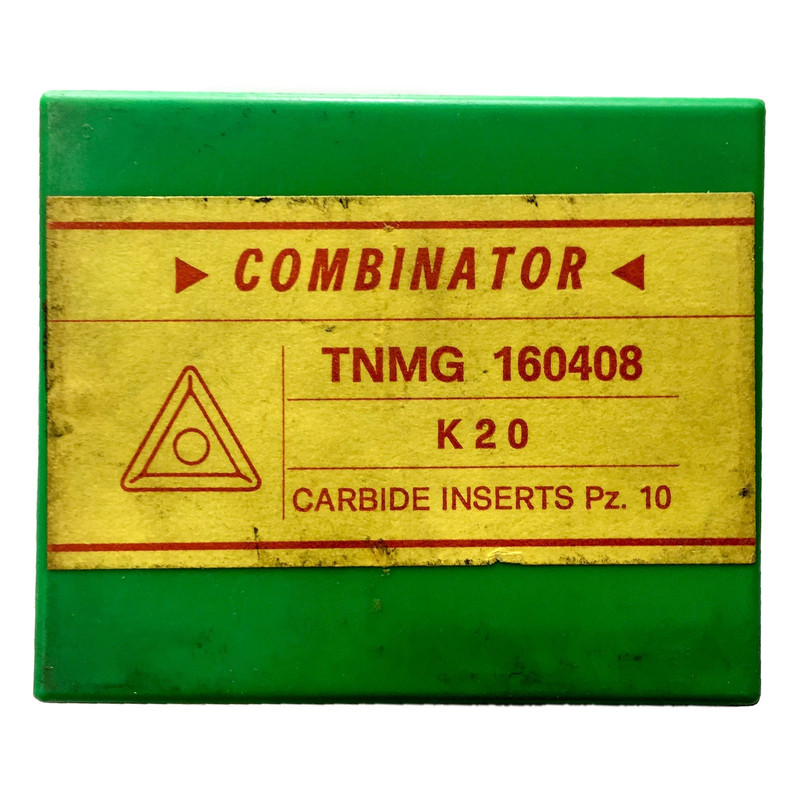 COMBINATOR
TNMG 160408
K20
CARBIDE INSERTS Pz. 10